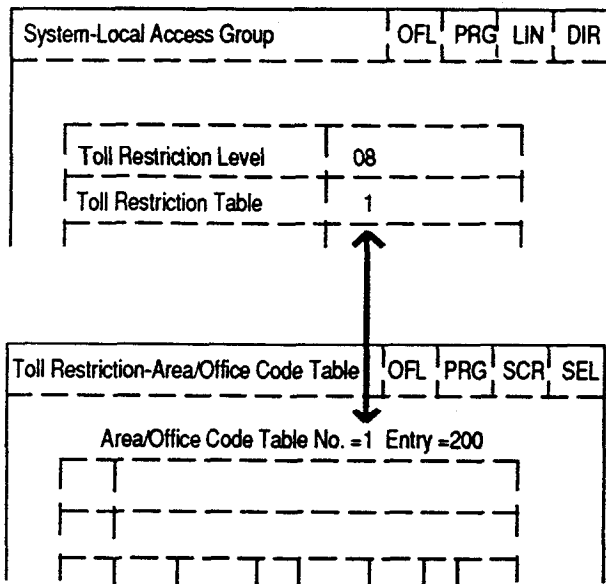 System-Local Access Group OFL PRG LIN DIR
Toll Restriction Level 08
Toll Restriction Table 1
Toll Restriction-Area/Office Code Table OFL PRG SCR SEL
Area/Office Code Table No. =1 Entry =200